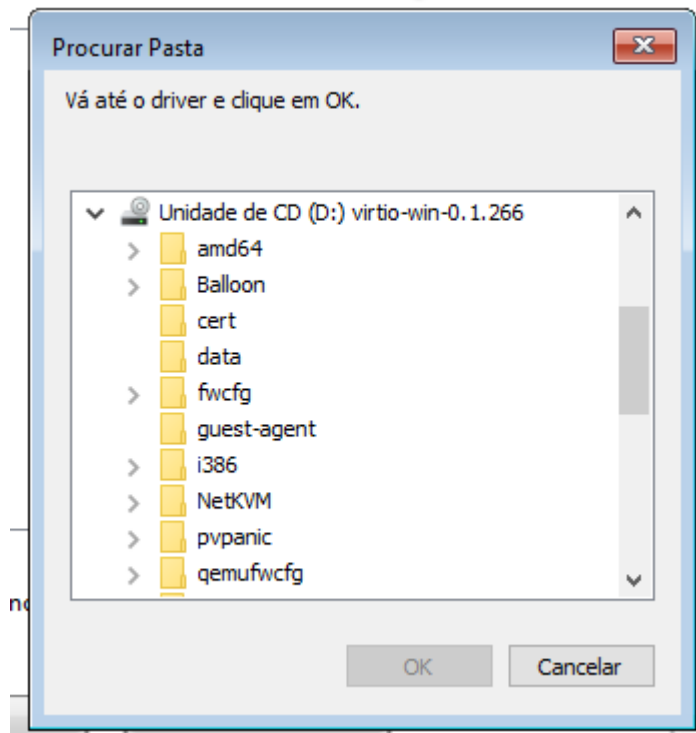 Procurar Pasta
Vá até o driver e clique em OK.
Unidade de CD (D:) virtio-win-0.1.266
amd64
Balloon
cert
data
fwcfg
guest-agent
i386
NetKVM
pvpanic
qemufwcfg
OK
Cancelar